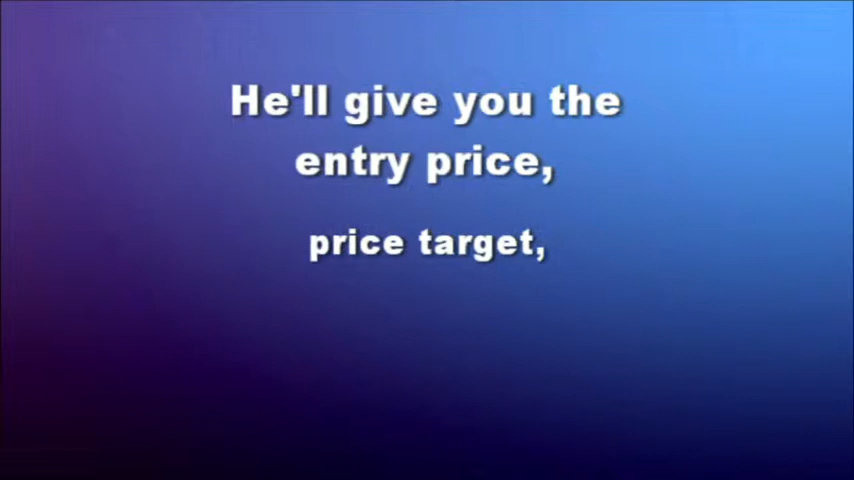 He'll give you the
entry price,
price target,